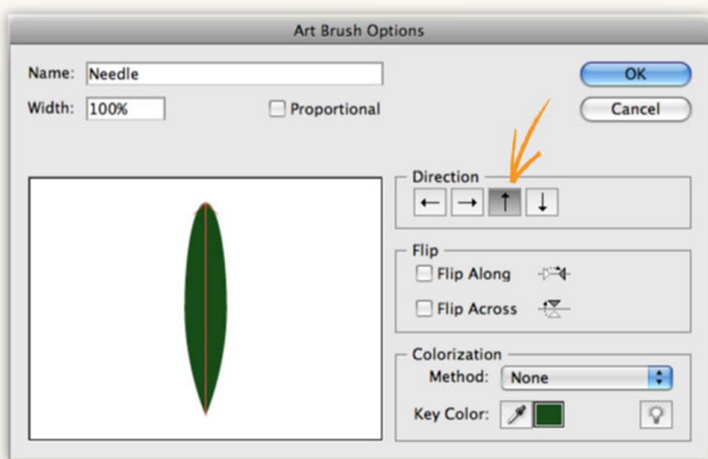 Art Brush Options
Name: Needle
OK
Width: 100%
Proportional
Cancel
Direction
Flip
Flip Along
Flip Across
Colorization
Method: None
Key Color: